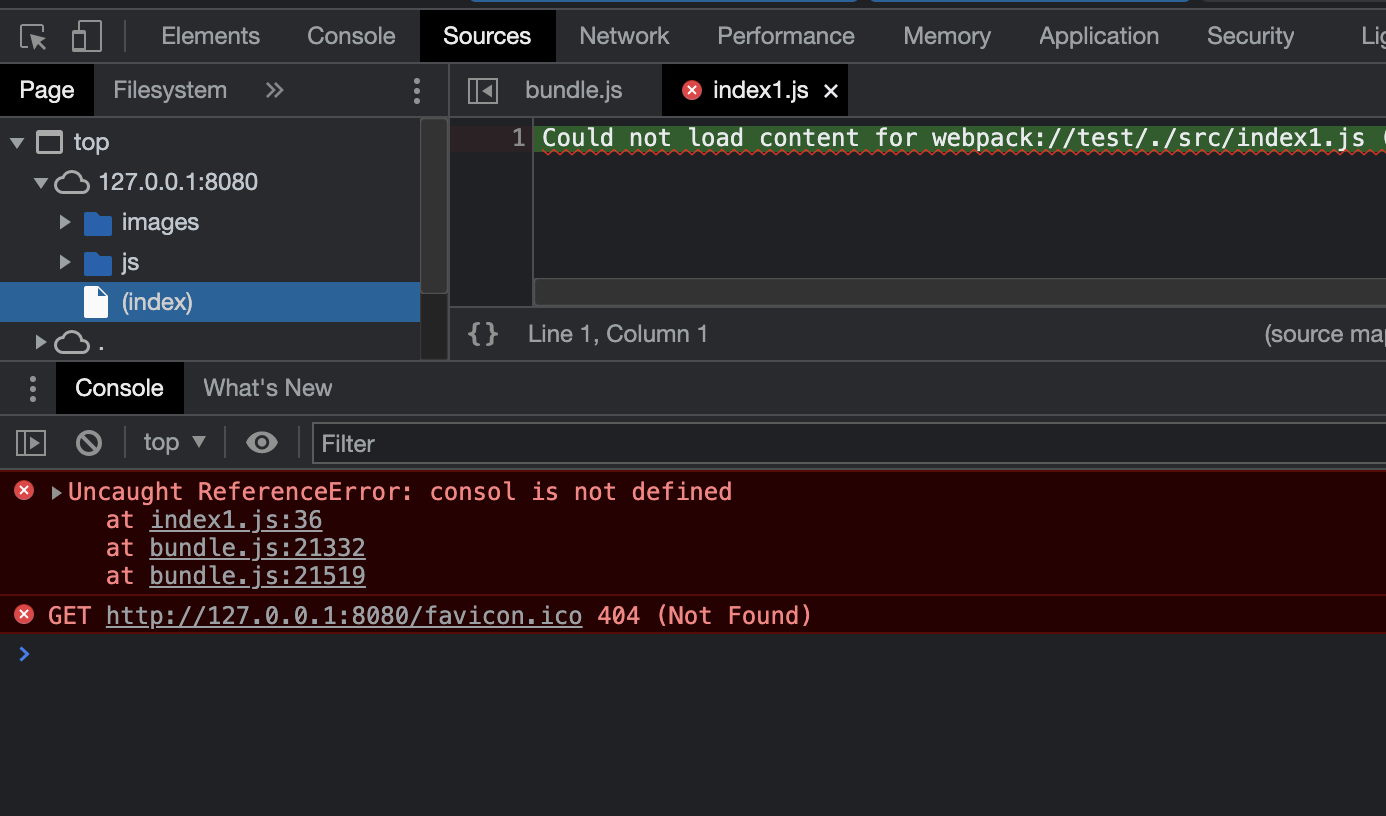 Elements Console Sources Network Performance Memory Application Security
Page Filesystem » bundle.js index1.js ×
top
127.0.0.1:8080
images
js
(index)
.
1 Could not load content for webpack://test/./src/index1.js (
{} Line 1, Column 1 (source map
Console What's New
top Filter
Uncaught ReferenceError: consol is not defined
at index1.js:36
at bundle.js:21332
at bundle.js:21519
GET http://127.0.0.1:8080/favicon.ico 404 (Not Found)